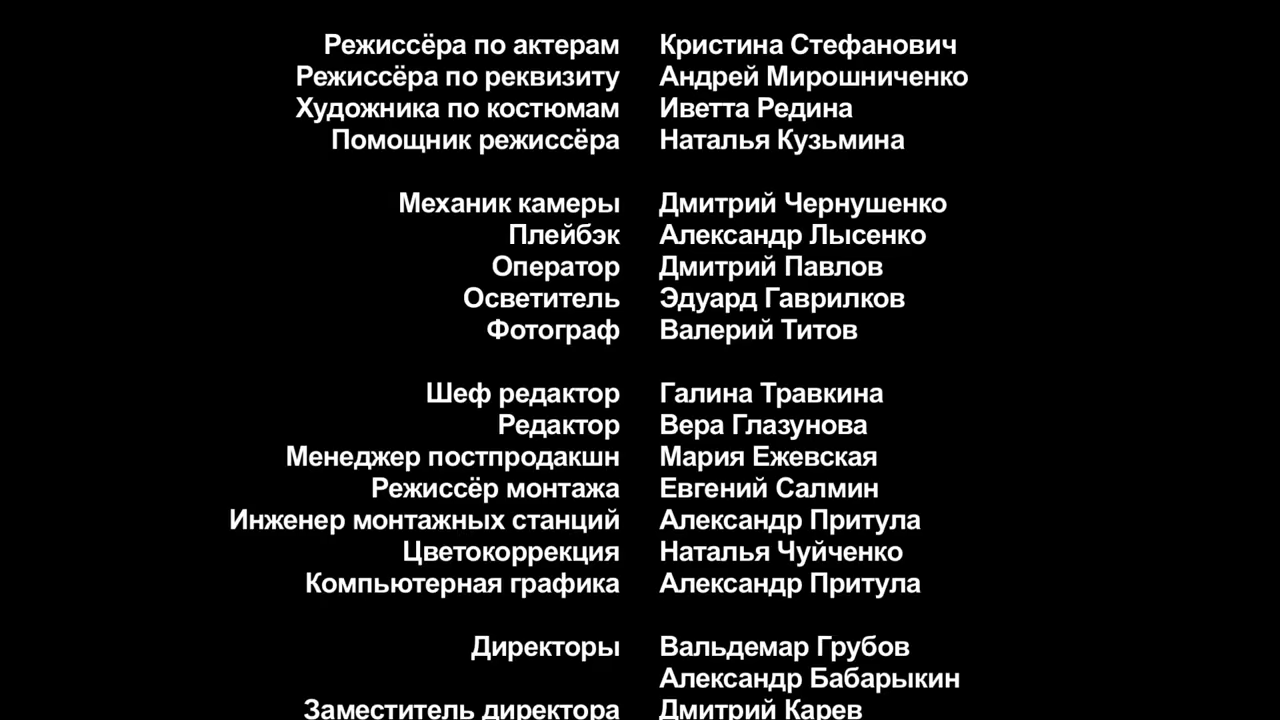 Режиссёра по актерам Кристина Стефанович
Режиссёра по реквизиту Андрей Мирошниченко
Художника по костюмам Иветта Редина
Помощник режиссёра Наталья Кузьмина
Механик камеры Дмитрий Чернушенко
Плейбэк Александр Лысенко
Оператор Дмитрий Павлов
Осветитель Эдуард Гаврилков
Фотограф Валерий Титов
Шеф редактор Галина Травкина
Редактор Вера Глазунова
Менеджер постпродакшн Мария Ежевская
Режиссёр монтажа Евгений Салмин
Инженер монтажных станций Александр Притула
Цветокоррекция Наталья Чуйченко
Компьютерная графика Александр Притула
Директоры Вальдемар Грубов
Александр Бабарыкин
Заместитель директора Дмитрий Карев